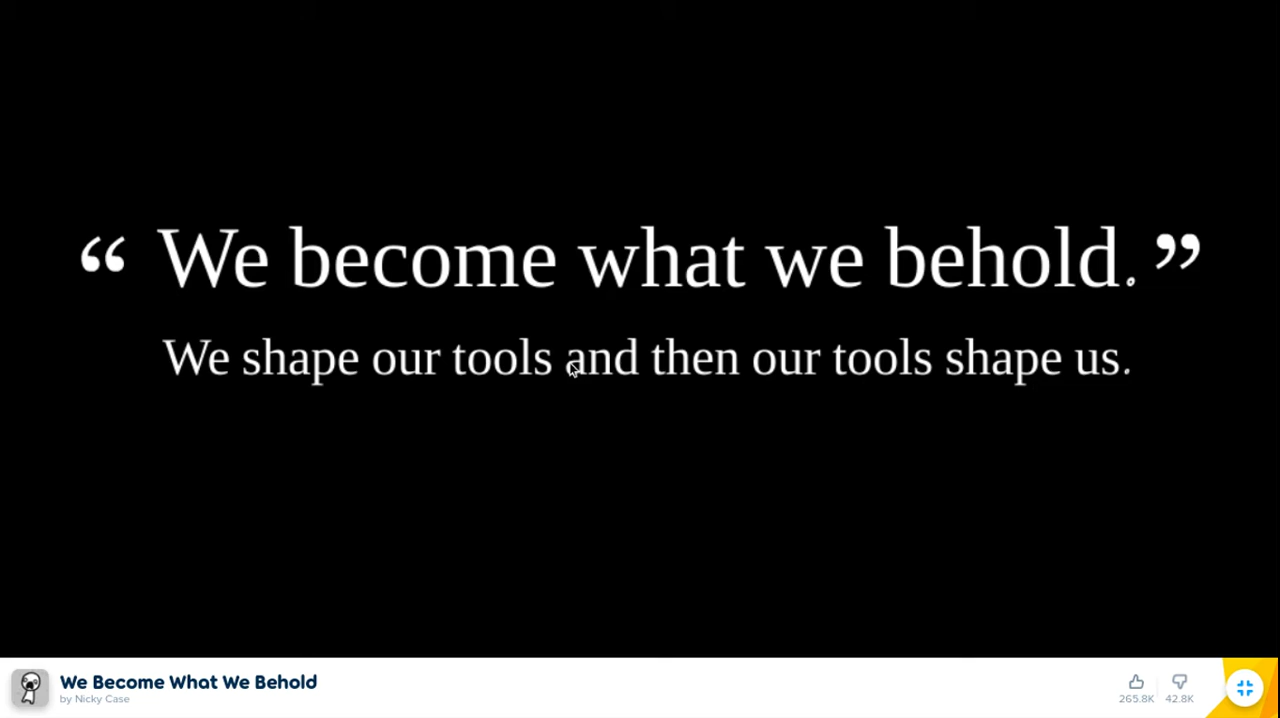 “ We become what we behold. ”
We shape our tools and then our tools shape us.
We Become What We Behold
by Nicky Case
265.8K 42.8K